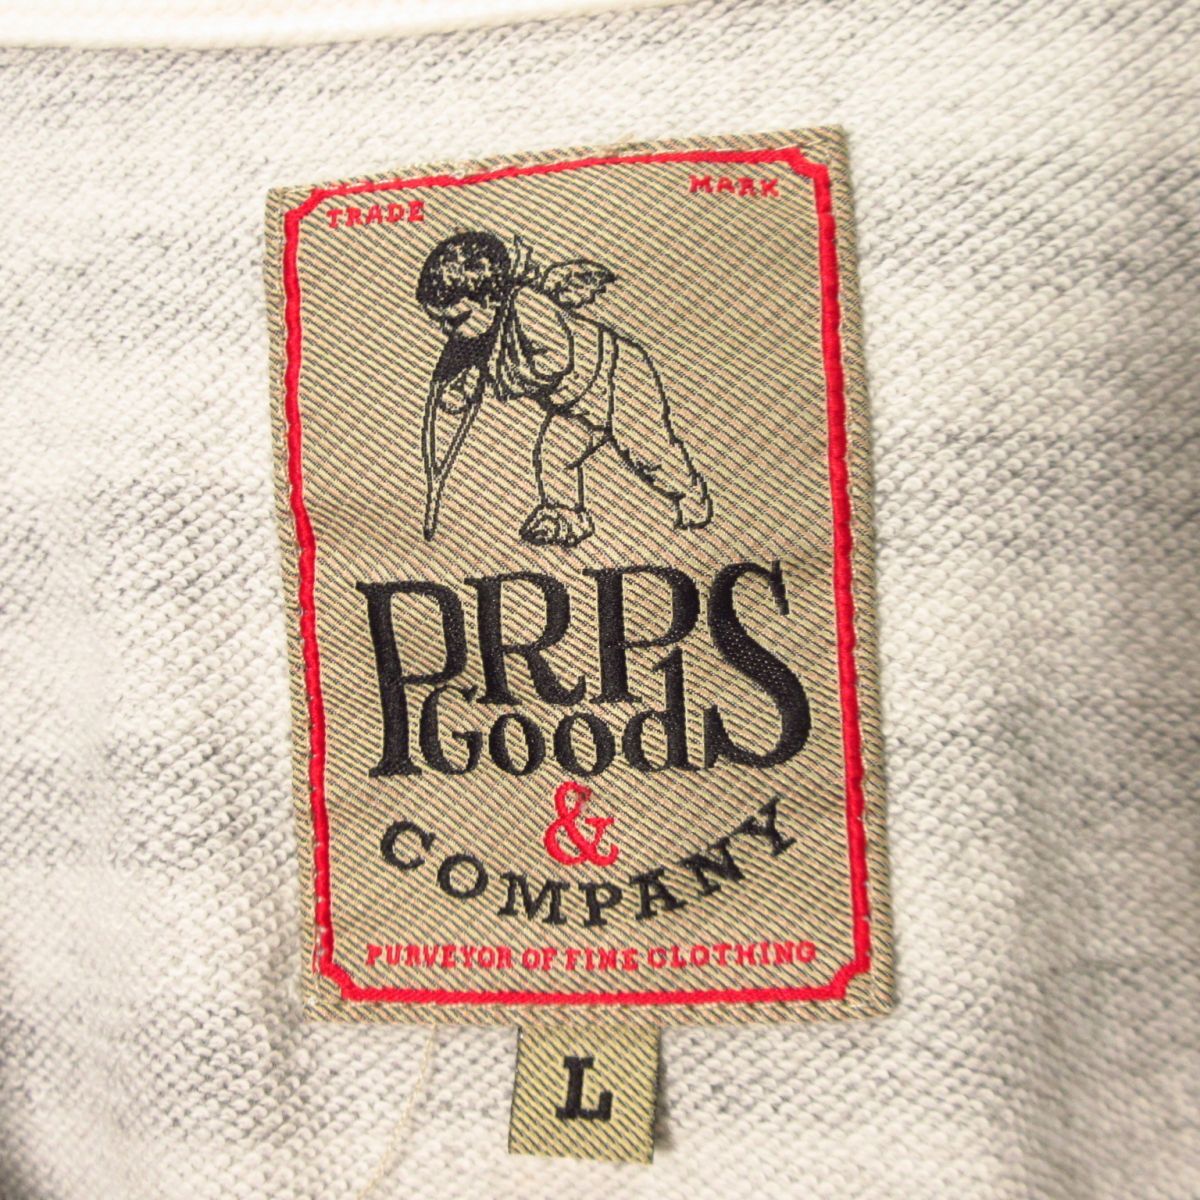 TRADE MARK
PRPS
GOODS
&
COMPANY
PURVEYOR OF FINE CLOTHING
L